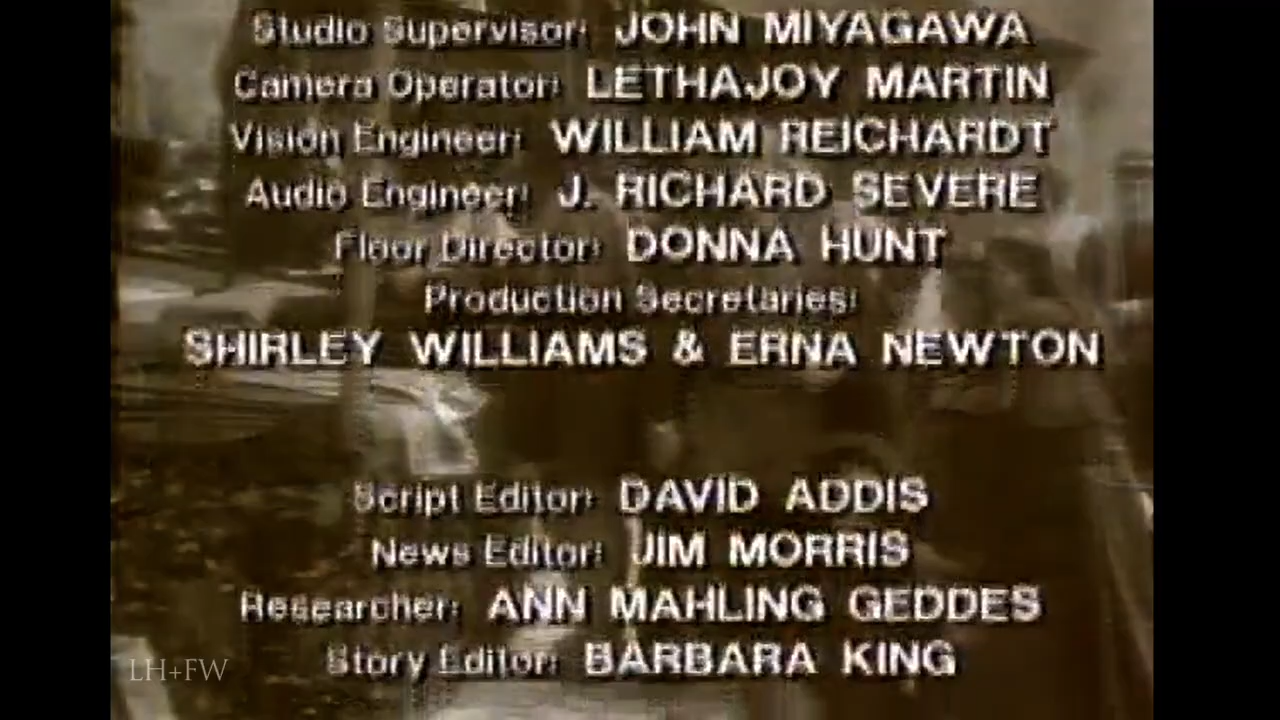 Studio Supervisor: JOHN MIYAGAWA
Camera Operator: LETHAJOY MARTIN
Vision Engineer: WILLIAM REICHARDT
Audio Engineer: J. RICHARD SEVERE
Floor Director: DONNA HUNT
Production Secretaries:
SHIRLEY WILLIAMS & ERNA NEWTON
Script Editor: DAVID ADDIS
News Editor: JIM MORRIS
Researcher: ANN MAHLING GEDDES
Story Editor: BARBARA KING
LH+FW